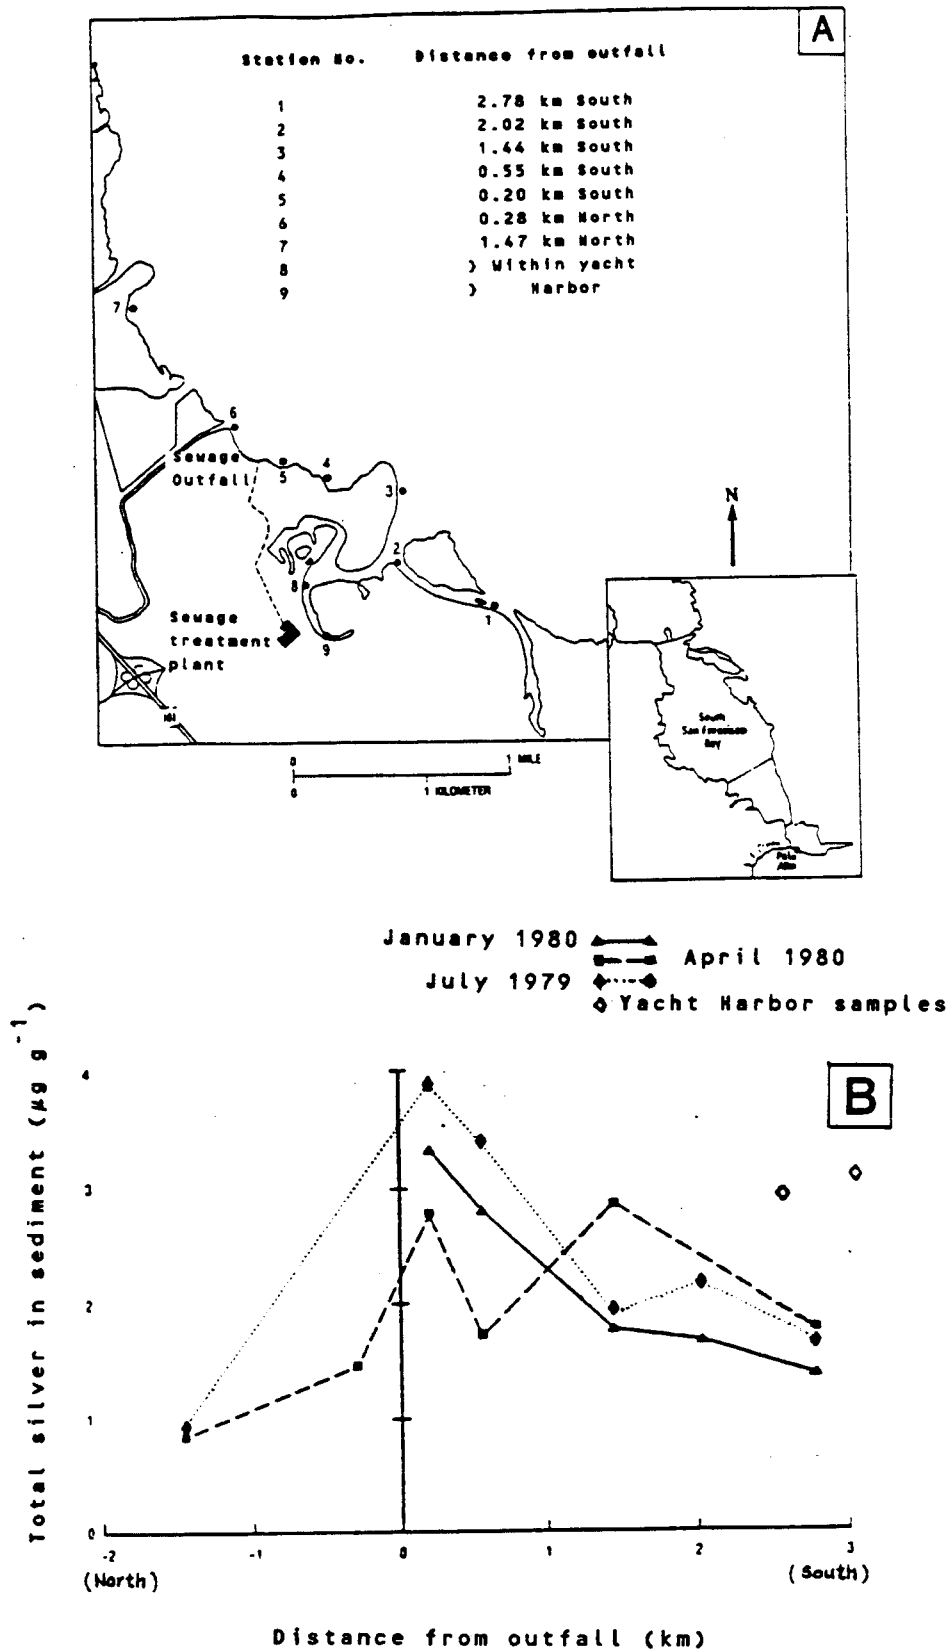 A
Station No. Distance from outfall
1 2.78 km South
2 2.02 km South
3 1.44 km South
4 0.55 km South
5 0.20 km South
6 0.28 North
7 1.47 km North
8 } Within yacht
9 } Harbor
7
6
Sewage
Outfall
5
4
3
2
1
8
9
Sewage
treatment
plant
101
N
0 1 MILE
0 1 KILOMETER
South
San Francisco
Bay
Palo
Alto
January 1980
April 1980
July 1979
Yacht Harbor samples
B
Total silver in sediment (µg g-1)
4
3
2
1
0
-2 -1 0 1 2 3
(North) (South)
Distance from outfall (km)